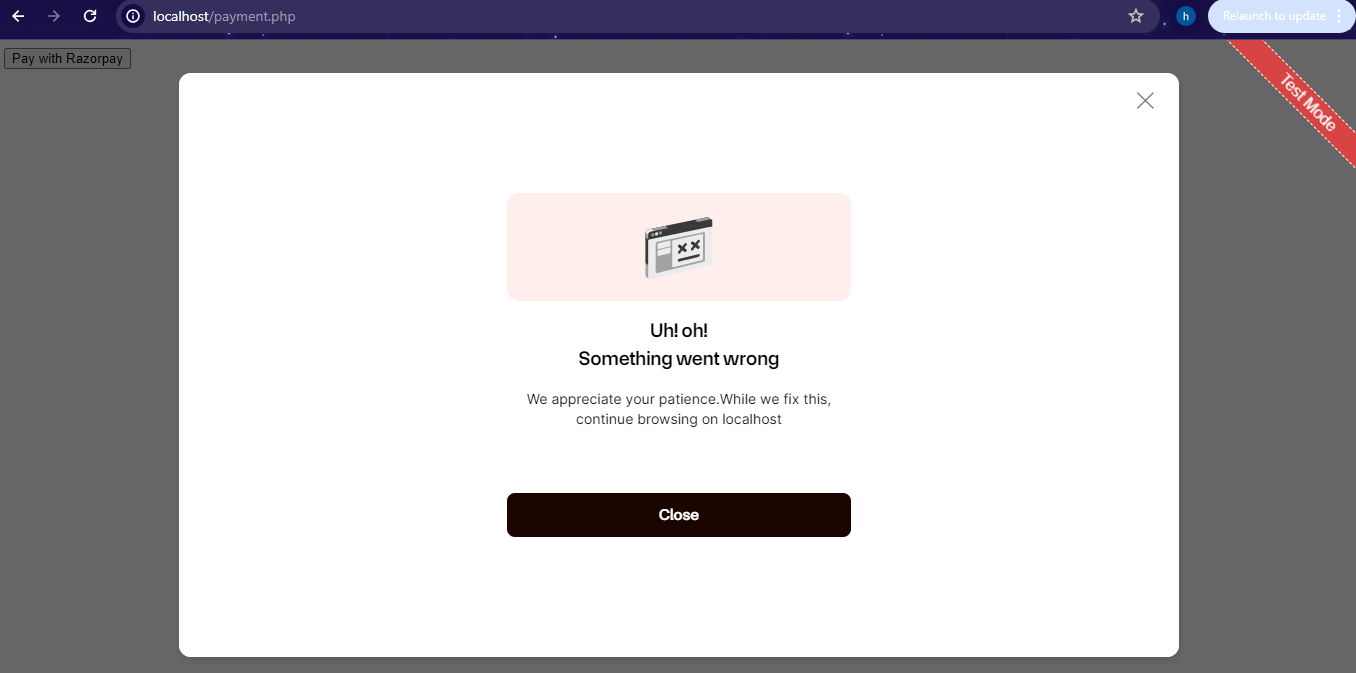 localhost/payment.php
h
Relaunch to update
Pay with Razorpay
Test Mode
Uh! oh!
Something went wrong
We appreciate your patience.While we fix this,
continue browsing on localhost
Close